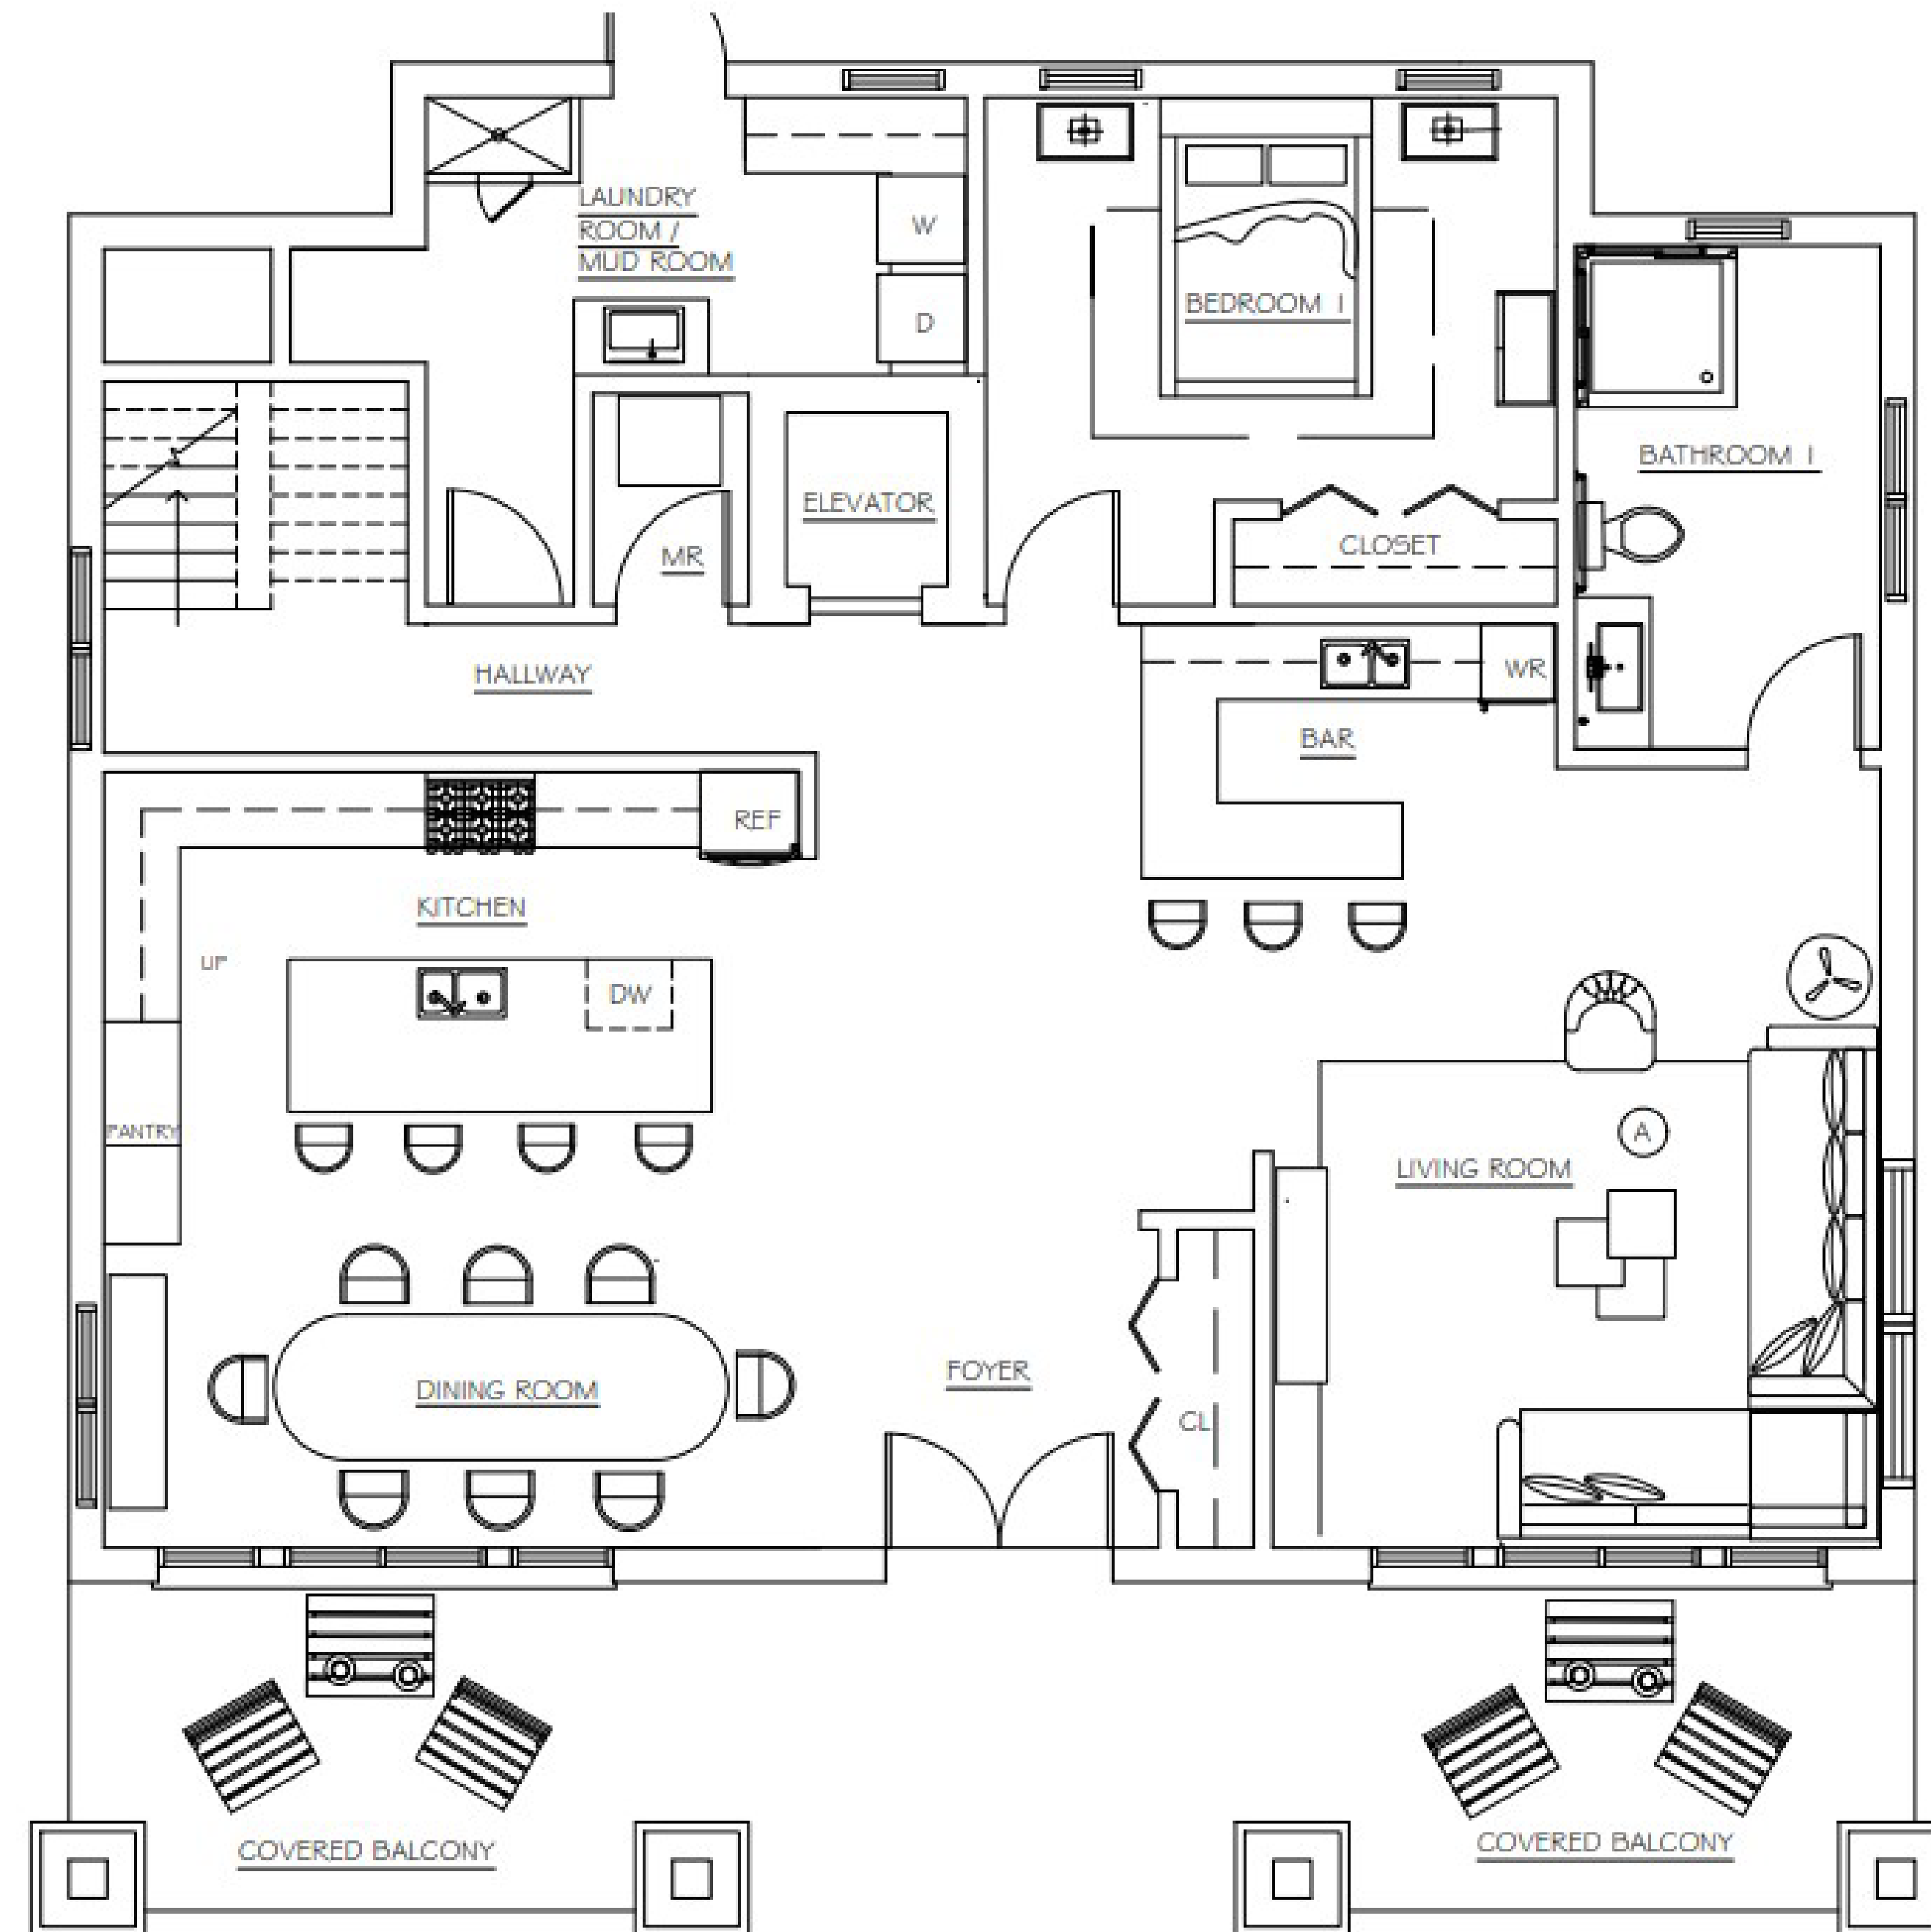 LAUNDRY
ROOM /
MUD ROOM
W
D
BEDROOM 1
BATHROOM 1
ELEVATOR
MR
CLOSET
HALLWAY
WR
BAR
REF
KITCHEN
UP
DW
PANTRY
A
LIVING ROOM
DINING ROOM
FOYER
CL
COVERED BALCONY
COVERED BALCONY